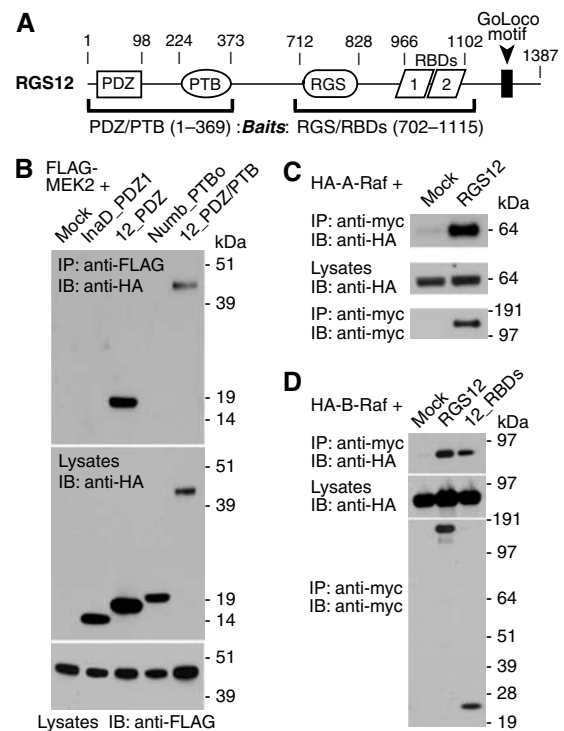 A
GoLoco
motif
1 98 224 373 712 828 966 1102 1387
RBDs
RGS12 PDZ PTB RGS 1 2
PDZ/PTB (1–369) :Baits: RGS/RBDs (702–1115)
B
FLAG-
MEK2 +
Mock InaD_PDZ1 12_PDZ Numb_PTBo 12_PDZ/PTB
kDa
IP: anti-FLAG
IB: anti-HA
- 51
- 39
- 19
- 14
Lysates
IB: anti-HA
- 51
- 39
- 19
- 14
- 51
- 39
Lysates IB: anti-FLAG
C
HA-A-Raf + Mock RGS12
kDa
IP: anti-myc
IB: anti-HA
- 64
Lysates
IB: anti-HA
- 64
IP: anti-myc
IB: anti-myc
-191
- 97
D
HA-B-Raf + Mock RGS12 12_RBDs
kDa
IP: anti-myc
IB: anti-HA
- 97
Lysates
IB: anti-HA
- 97
- 191
- 97
IP: anti-myc
IB: anti-myc
- 64
- 51
- 39
- 28
- 19